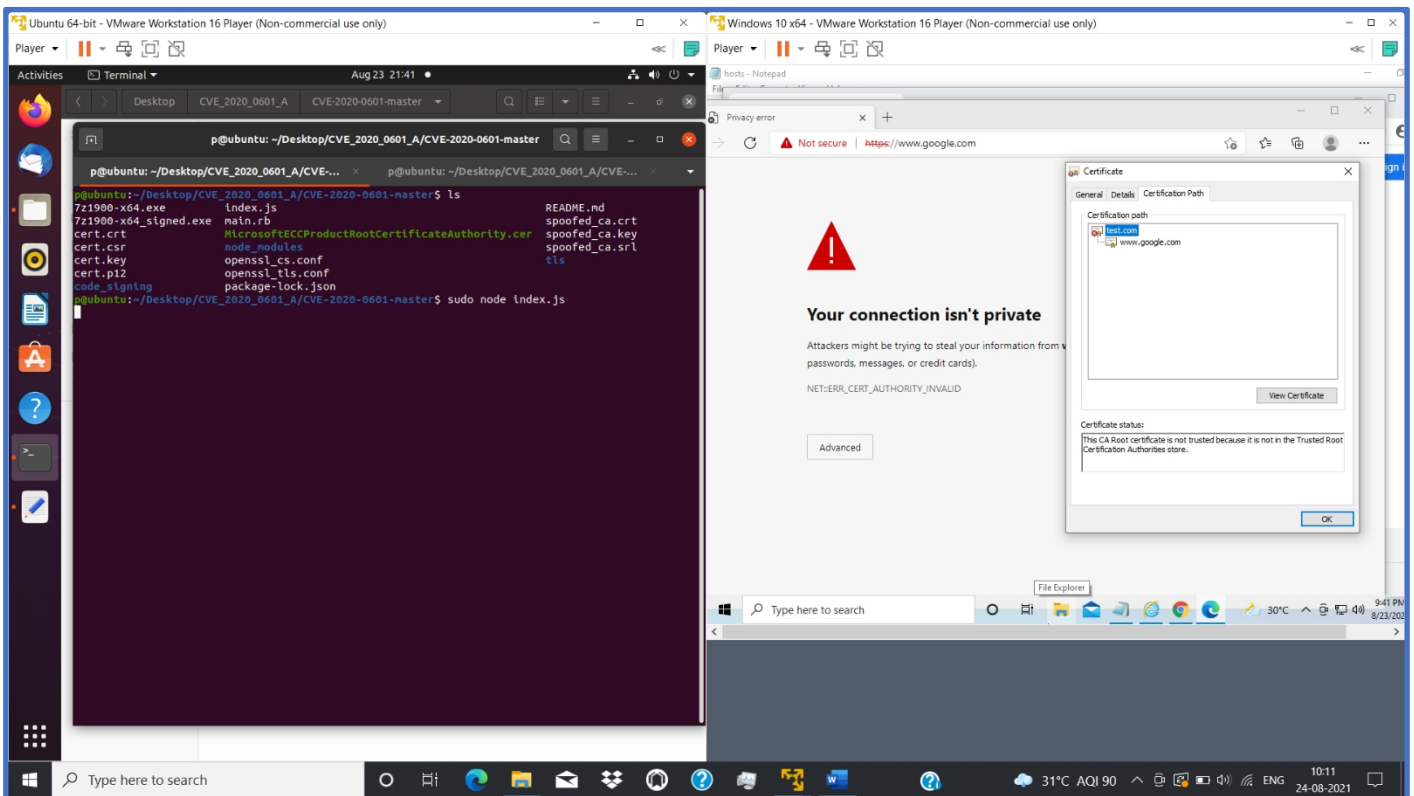 Ubuntu 64-bit - VMware Workstation 16 Player (Non-commercial use only)
Player
Activities
Terminal
Aug 23 21:41
Desktop
CVE_2020_0601_A
CVE-2020-0601-master
p@ubuntu: ~/Desktop/CVE_2020_0601_A/CVE-2020-0601-master
p@ubuntu: ~/Desktop/CVE_2020_0601_A/CVE-...
p@ubuntu: ~/Desktop/CVE_2020_0601_A/CVE-...
p@ubuntu:~/Desktop/CVE_2020_0601_A/CVE-2020-0601-master$ ls
7z1900-x64.exe index.js README.md
7z1900-x64_signed.exe main.rb spoofed_ca.crt
cert.crt MicrosoftECCProductRootCertificateAuthority.cer spoofed_ca.key
cert.csr node_modules spoofed_ca.srl
cert.key openssl_cs.conf tls
cert.p12 openssl_tls.conf
code_signing package-lock.json
p@ubuntu:~/Desktop/CVE_2020_0601_A/CVE-2020-0601-master$ sudo node index.js
Windows 10 x64 - VMware Workstation 16 Player (Non-commercial use only)
Player
hosts - Notepad
Privacy error
Not secure | https://www.google.com
Your connection isn't private
Attackers might be trying to steal your information from
passwords, messages, or credit cards).
NET::ERR_CERT_AUTHORITY_INVALID
Advanced
Certificate
General Details Certification Path
Certification path
test.com
www.google.com
View Certificate
Certificate status:
This CA Root certificate is not trusted because it is not in the Trusted Root
Certification Authorities store.
OK
File Explorer
Type here to search
30°C
9:41 PM
8/23/202
Type here to search
31°C AQI 90
ENG
10:11
24-08-2021